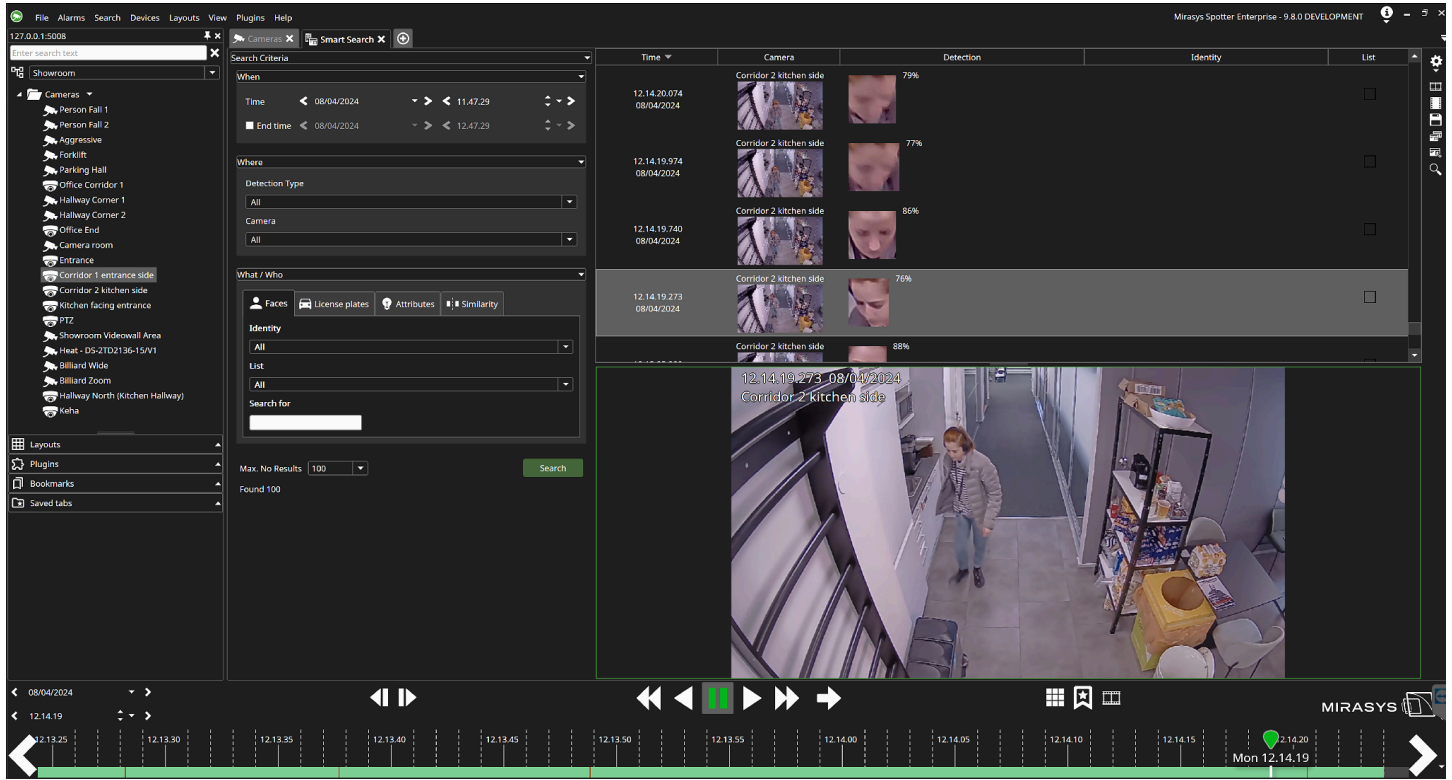 File Alarms Search Devices Layouts View Plugins Help
Mirasys Spotter Enterprise - 9.8.0 DEVELOPMENT
127.0.0.1:5008
Enter search text
Showroom
Cameras
Person Fall 1
Person Fall 2
Aggressive
Forklift
Parking Hall
Office Corridor 1
Hallway Corner 1
Hallway Corner 2
Office End
Camera room
Entrance
Corridor 1 entrance side
Corridor 2 kitchen side
Kitchen facing entrance
PTZ
Showroom Videowall Area
Heat - DS-2TD2136-15/V1
Billiard Wide
Billiard Zoom
Hallway North (Kitchen Hallway)
Keha
Layouts
Plugins
Bookmarks
Saved tabs
Cameras
Smart Search
Search Criteria
When
Time 08/04/2024 11.47.29
End time 08/04/2024 12.47.29
Where
Detection Type
All
Camera
All
What / Who
Faces License plates Attributes Similarity
Identity
All
List
All
Search for
Max. No Results 100 Search
Found 100
Time Camera Detection Identity List
Corridor 2 kitchen side 79%
12.14.20.074
08/04/2024
Corridor 2 kitchen side 77%
12.14.19.974
08/04/2024
Corridor 2 kitchen side 86%
12.14.19.740
08/04/2024
Corridor 2 kitchen side 76%
12.14.19.273
08/04/2024
Corridor 2 kitchen side 88%
12.14.19.273 08/04/2024
Corridor 2 kitchen side
08/04/2024
12.14.19
MIRASYS
12.13.25 12.13.30 12.13.35 12.13.40 12.13.45 12.13.50 12.13.55 12.14.00 12.14.05 12.14.10 12.14.15 12.14.20
Mon 12.14.19